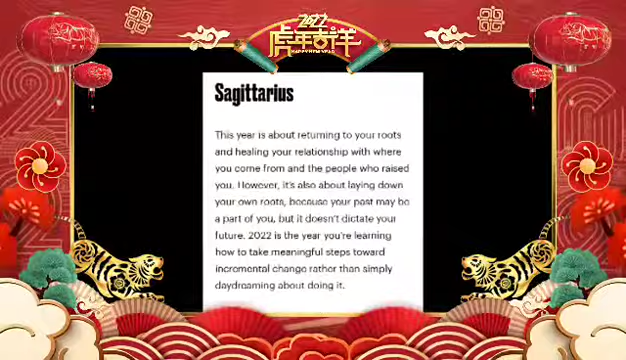 2022
虎年吉祥
HAPPY NEW YEAR
Sagittarius
This year is about returning to your roots
and healing your relationship with where
you come from and the people who raised
you. However, it's also about laying down
your own roots, because your past may be
a part of you, but it doesn't dictate your
future. 2022 is the year you're learning
how to take meaningful steps toward
incremental change rather than simply
daydreaming about doing it.